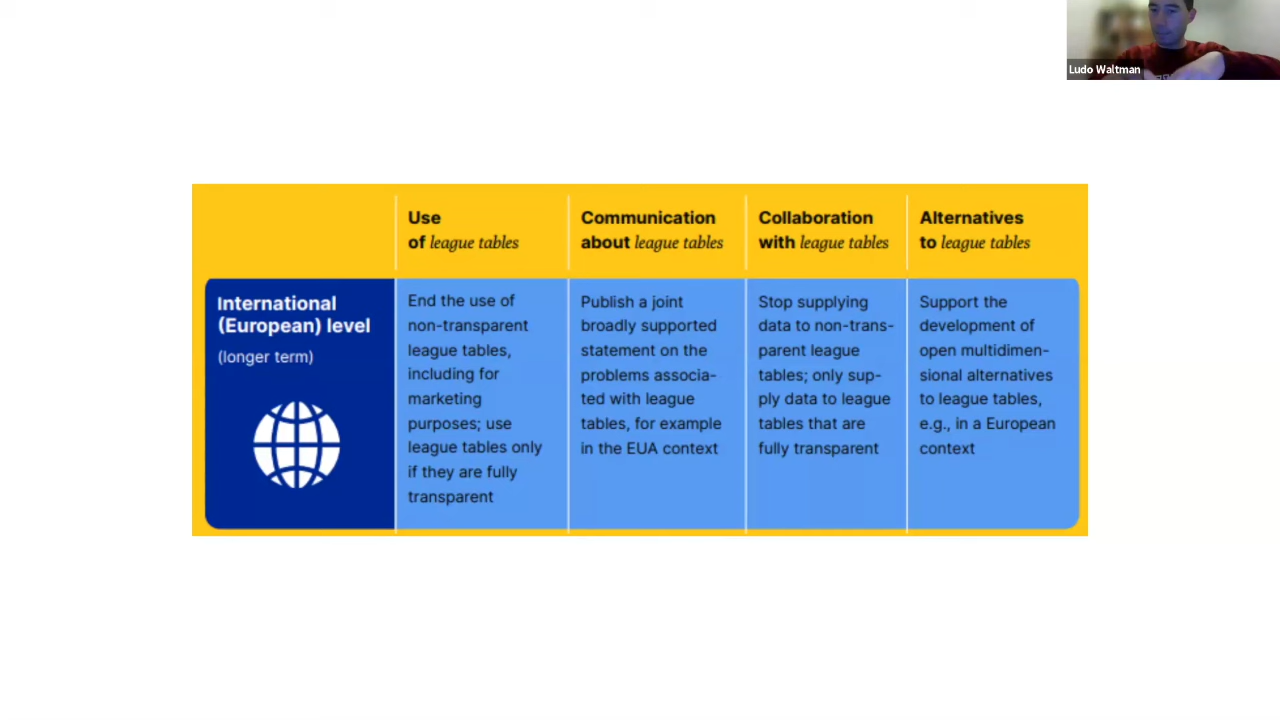 Ludo Waltman
Use
of league tables
Communication
about league tables
Collaboration
with league tables
Alternatives
to league tables
International
(European) level
(longer term)
End the use of
non-transparent
league tables,
including for
marketing
purposes; use
league tables only
if they are fully
transparent
Publish a joint
broadly supported
statement on the
problems associa-
ted with league
tables, for example
in the EUA context
Stop supplying
data to non-trans-
parent league
tables; only sup-
ply data to league
tables that are
fully transparent
Support the
development of
open multidimen-
sional alternatives
to league tables,
e.g., in a European
context